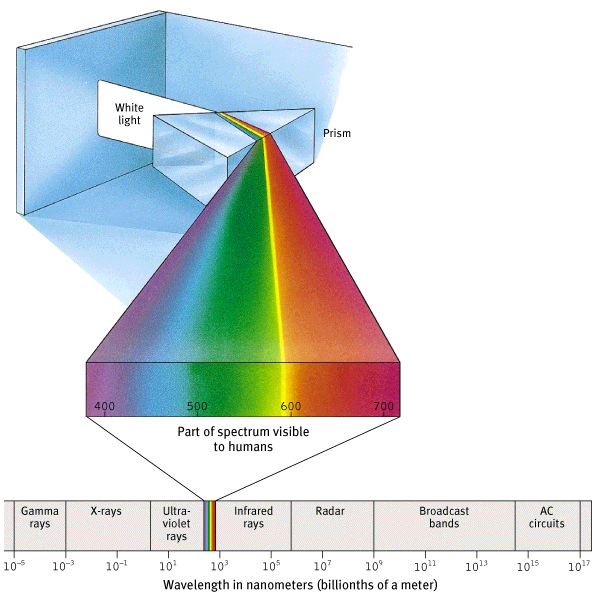 White
light
Prism
400 500 600 700
Part of spectrum visible
to humans
Gamma
rays
X-rays
Ultra-
violet
rays
Infrared
rays
Radar
Broadcast
bands
AC
circuits
10⁻⁵ 10⁻³ 10⁻¹ 10¹ 10³ 10⁵ 10⁷ 10⁹ 10¹¹ 10¹³ 10¹⁵ 10¹⁷
Wavelength in nanometers (billionths of a meter)